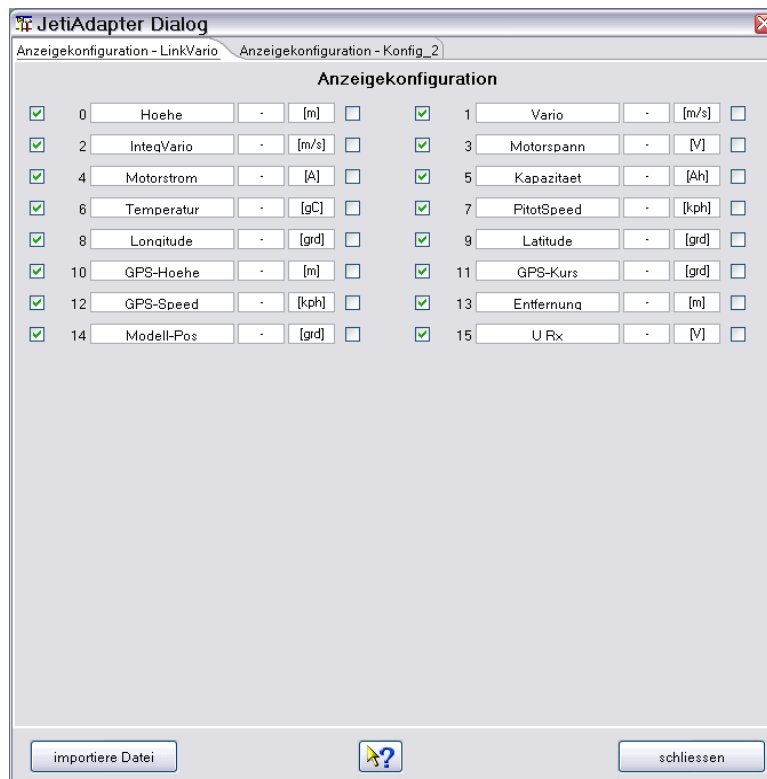 JetiAdapter Dialog
Anzeigekonfiguration - LinkVario Anzeigekonfiguration - Konfig_2
Anzeigekonfiguration
0 Hoehe - [m] 1 Vario - [m/s]
2 IntegVario - [m/s] 3 Motorspann - [V]
4 Motorstrom - [A] 5 Kapazitaet - [Ah]
6 Temperatur - [gC] 7 PitotSpeed - [kph]
8 Longitude - [grd] 9 Latitude - [grd]
10 GPS-Hoehe - [m] 11 GPS-Kurs - [grd]
12 GPS-Speed - [kph] 13 Entfernung - [m]
14 Modell-Pos - [grd] 15 U Rx - [V]
importiere Datei ? schliessen